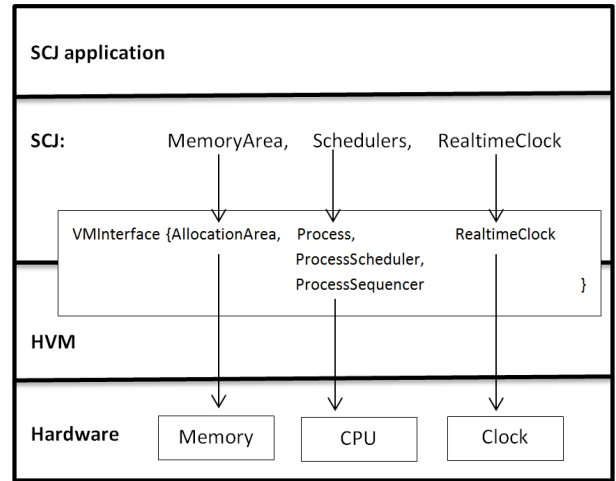 SCJ application
SCJ: MemoryArea, Schedulers, RealtimeClock
VMInterface {AllocationArea, Process, RealtimeClock
ProcessScheduler,
ProcessSequencer }
HVM
Hardware Memory CPU Clock